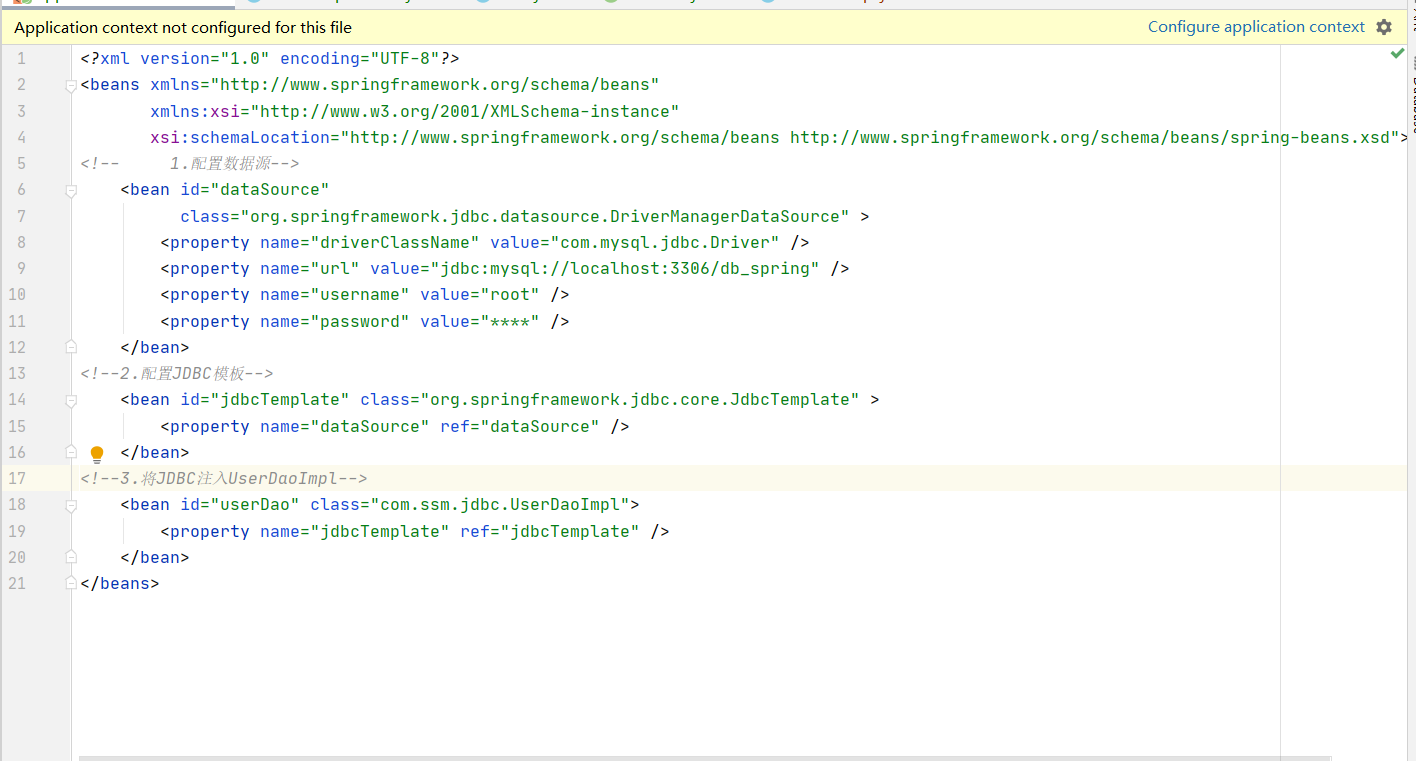 Application context not configured for this file
Configure application context
1 <?xml version="1.0" encoding="UTF-8"?>
2 <beans xmlns="http://www.springframework.org/schema/beans"
3 xmlns:xsi="http://www.w3.org/2001/XMLSchema-instance"
4 xsi:schemaLocation="http://www.springframework.org/schema/beans http://www.springframework.org/schema/beans/spring-beans.xsd">
5 <!-- 1.配置数据源-->
6 <bean id="dataSource"
7 class="org.springframework.jdbc.datasource.DriverManagerDataSource" >
8 <property name="driverClassName" value="com.mysql.jdbc.Driver" />
9 <property name="url" value="jdbc:mysql://localhost:3306/db_spring" />
10 <property name="username" value="root" />
11 <property name="password" value="****" />
12 </bean>
13 <!--2.配置JDBC模板-->
14 <bean id="jdbcTemplate" class="org.springframework.jdbc.core.JdbcTemplate" >
15 <property name="dataSource" ref="dataSource" />
16 </bean>
17 <!--3.将JDBC注入UserDaoImpl-->
18 <bean id="userDao" class="com.ssm.jdbc.UserDaoImpl">
19 <property name="jdbcTemplate" ref="jdbcTemplate" />
20 </bean>
21 </beans>